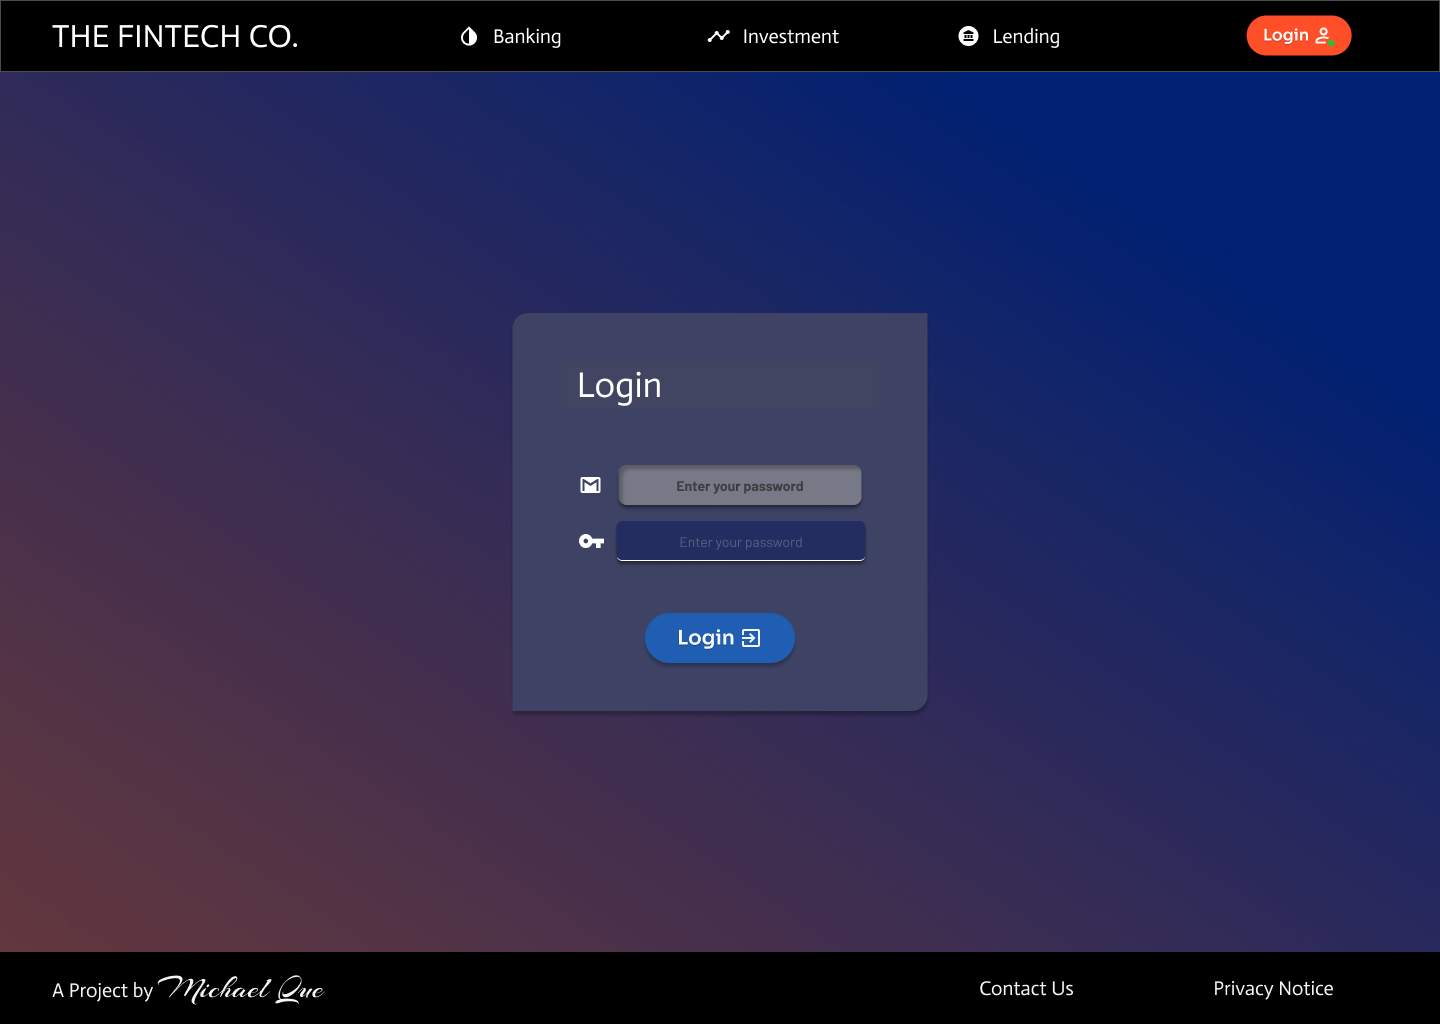 THE FINTECH CO.
Banking
Investment
Lending
Login
Login
Enter your password
Enter your password
Login
A Project by Michael Que
Contact Us
Privacy Notice